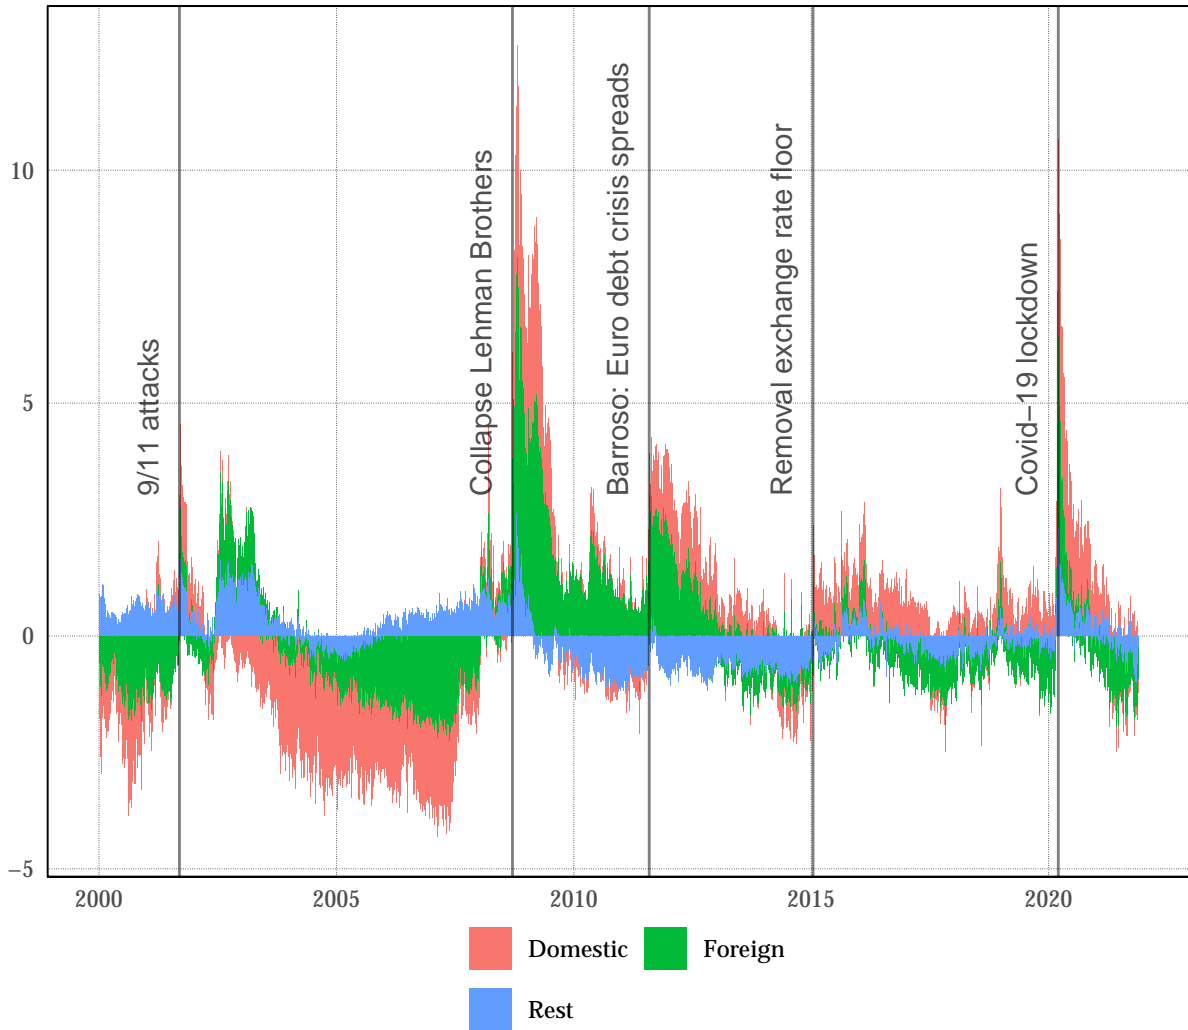 10
5
0
−5
9/11 attacks
Collapse Lehman Brothers
Barroso: Euro debt crisis spreads
Removal exchange rate floor
Covid−19 lockdown
2000 2005 2010 2015 2020
Domestic Foreign
Rest